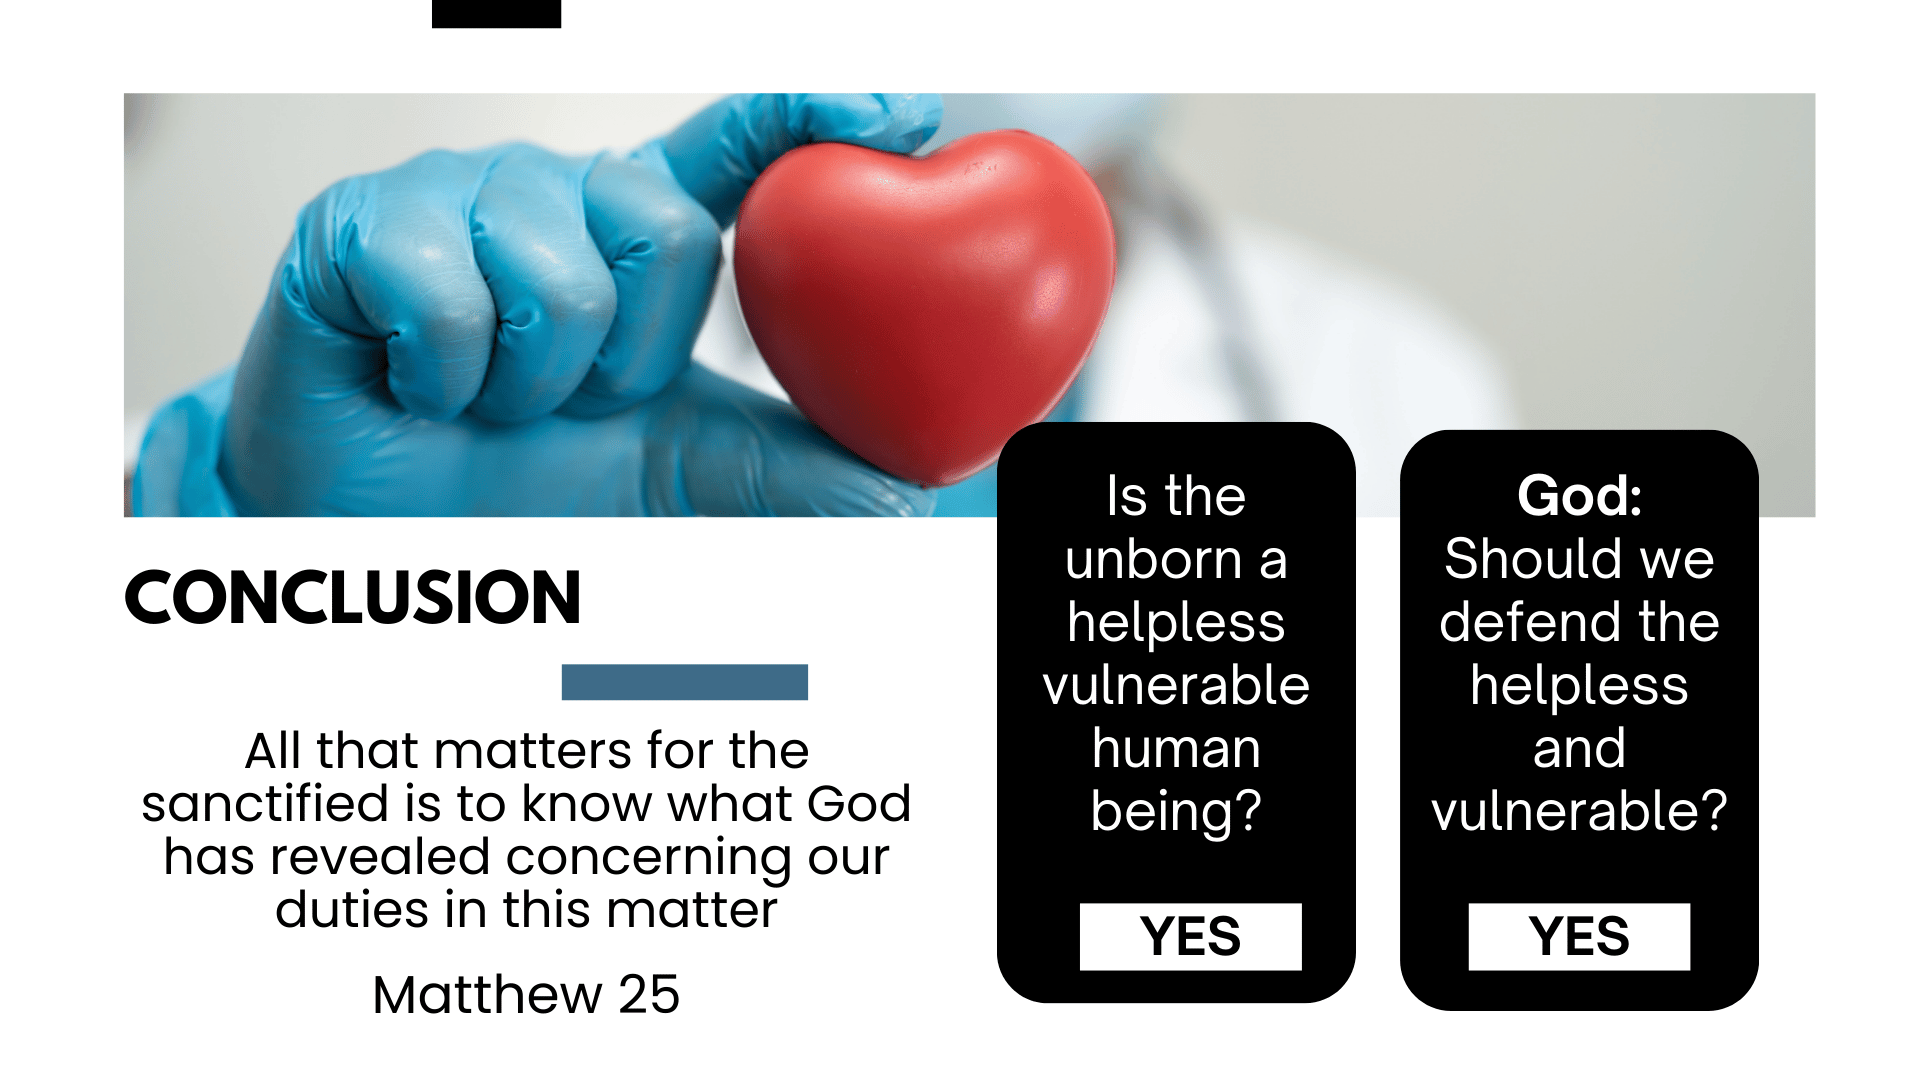 CONCLUSION
All that matters for the
sanctified is to know what God
has revealed concerning our
duties in this matter
Matthew 25
Is the
unborn a
helpless
vulnerable
human
being?
YES
God:
Should we
defend the
helpless
and
vulnerable?
YES